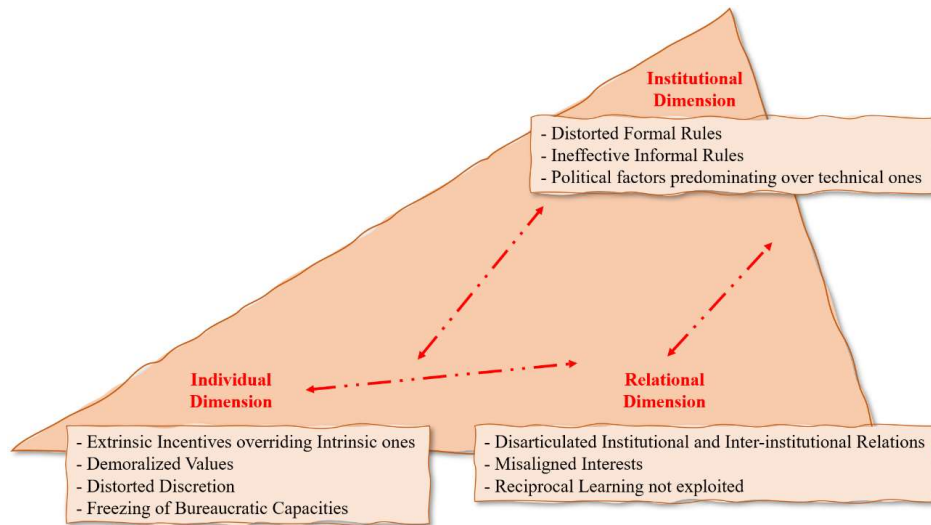 Institutional
Dimension
- Distorted Formal Rules
- Ineffective Informal Rules
- Political factors predominating over technical ones
Individual
Dimension
- Extrinsic Incentives overriding Intrinsic ones
- Demoralized Values
- Distorted Discretion
- Freezing of Bureaucratic Capacities
Relational
Dimension
- Disarticulated Institutional and Inter-institutional Relations
- Misaligned Interests
- Reciprocal Learning not exploited